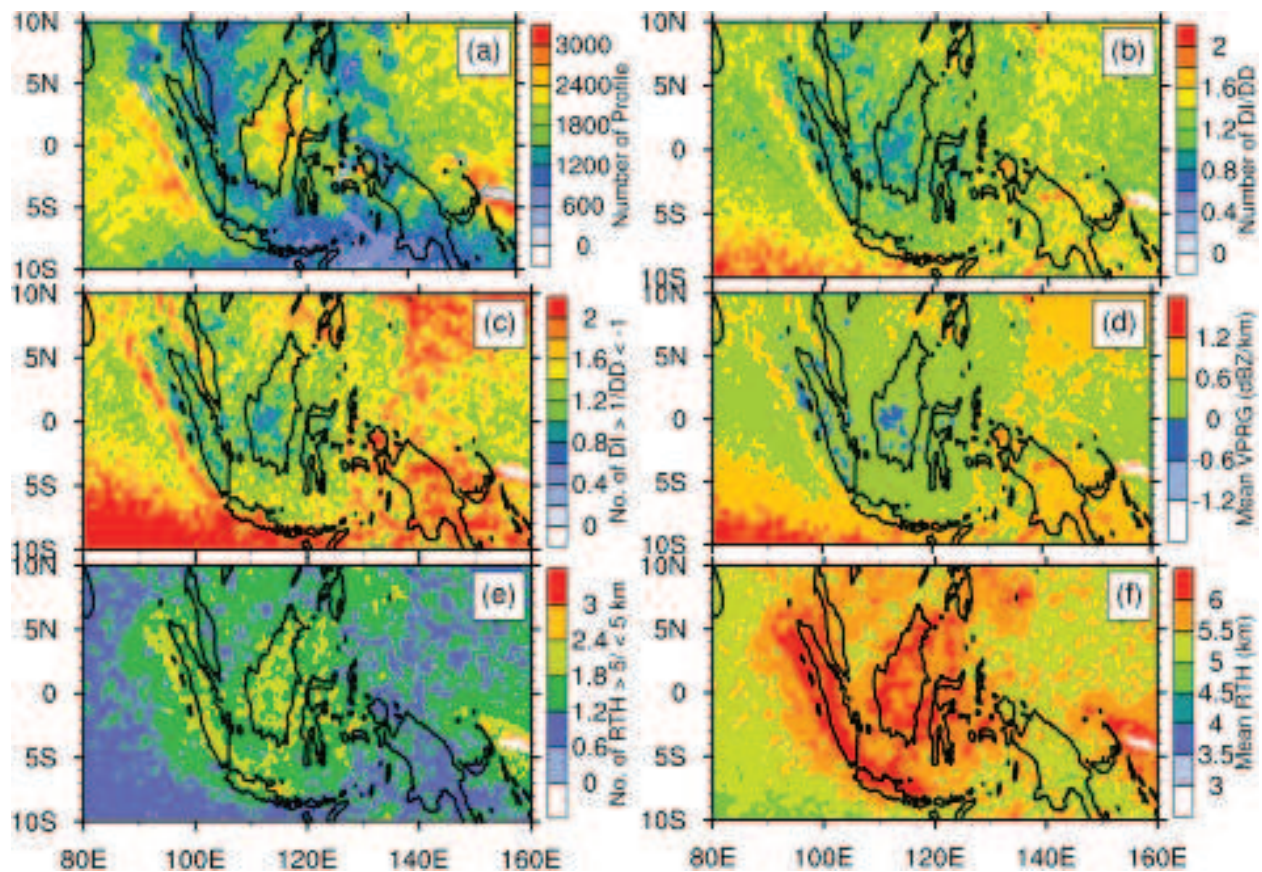 10N
5N
0
5S
10S
(a)
3000
2400
1800
1200
600
0
Number of Profile
10N
5N
0
5S
10S
(b)
2
1.6
1.2
0.8
0.4
0
Number of DI/DD
10N
5N
0
5S
10S
(c)
2
1.6
1.2
0.8
0.4
0
No. of DI > 1/DD < -1
10N
5N
0
5S
10S
(d)
1.2
0.6
0
-0.6
-1.2
Mean VPRG (dBZ/km)
10N
5N
0
5S
10S
80E 100E 120E 140E 160E
(e)
3
2.4
1.8
1.2
0.6
0
No. of RTH > 5/ < 5 km
10N
5N
0
5S
10S
80E 100E 120E 140E 160E
(f)
6
5.5
5
4.5
4
3.5
3
Mean RTH (km)